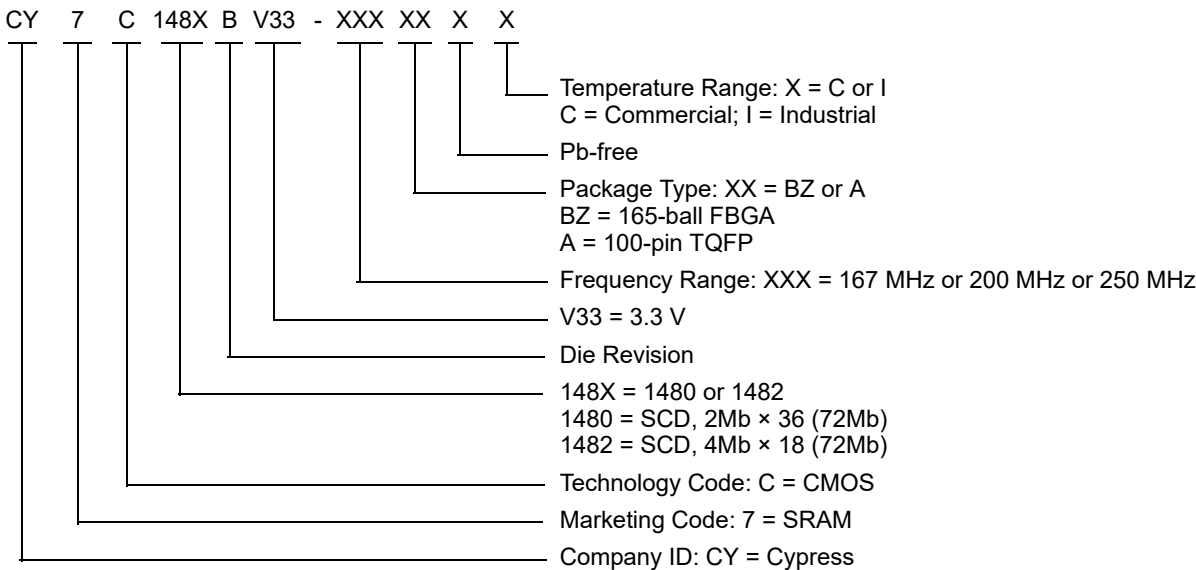 CY 7 C 148X B V33 - XXX XX X X
Temperature Range: X = C or I
C = Commercial; I = Industrial
Pb-free
Package Type: XX = BZ or A
BZ = 165-ball FBGA
A = 100-pin TQFP
Frequency Range: XXX = 167 MHz or 200 MHz or 250 MHz
V33 = 3.3 V
Die Revision
148X = 1480 or 1482
1480 = SCD, 2Mb × 36 (72Mb)
1482 = SCD, 4Mb × 18 (72Mb)
Technology Code: C = CMOS
Marketing Code: 7 = SRAM
Company ID: CY = Cypress